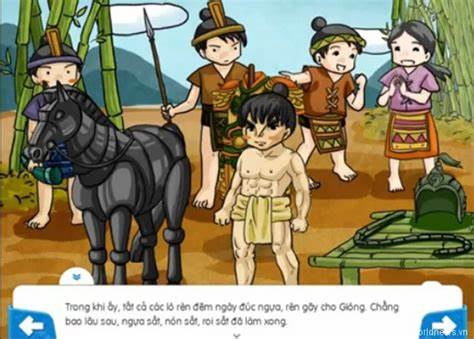 Trong khi ấy, tất cả các lò rèn đêm ngày đúc ngựa, rèn gậy cho Gióng. Chẳng
bao lâu sau, ngựa sắt, nón sắt, roi sắt đã làm xong.